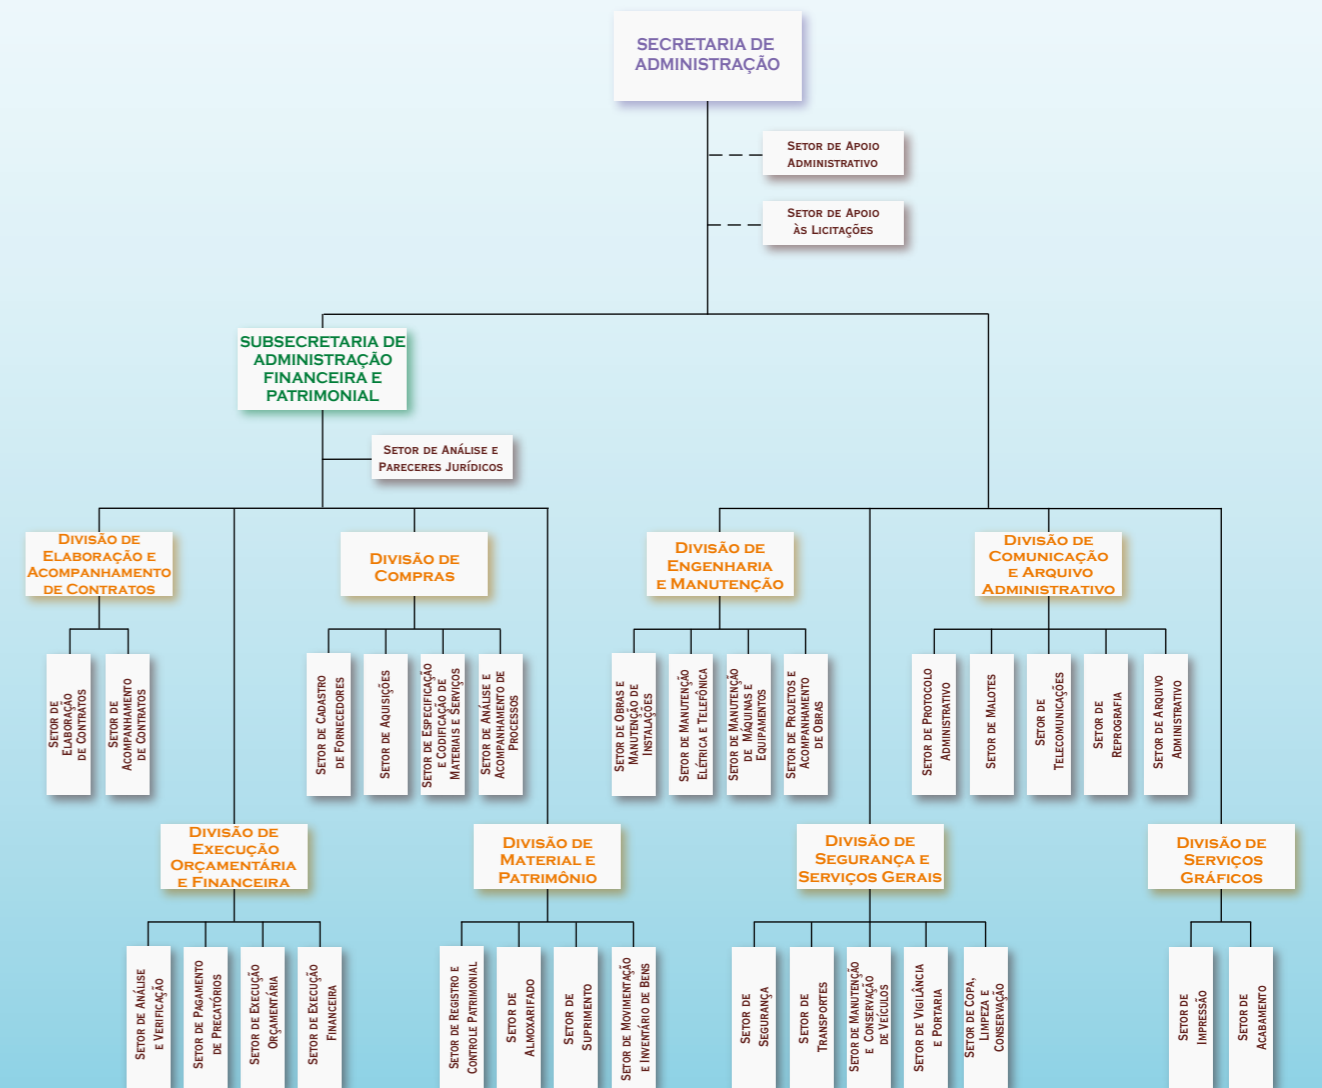 SECRETARIA DE
ADMINISTRAÇÃO
SETOR DE APOIO
ADMINISTRATIVO
SETOR DE APOIO
ÀS LICITAÇÕES
SUBSECRETARIA DE
ADMINISTRAÇÃO
FINANCEIRA E
PATRIMONIAL
SETOR DE ANÁLISE E
PARECERES JURÍDICOS
DIVISÃO DE
ELABORAÇÃO E
ACOMPANHAMENTO
DE CONTRATOS
DIVISÃO DE
COMPRAS
DIVISÃO DE
ENGENHARIA
E MANUTENÇÃO
DIVISÃO DE
COMUNICAÇÃO
E ARQUIVO
ADMINISTRATIVO
SETOR DE
ELABORAÇÃO
DE CONTRATOS
SETOR DE
ACOMPANHAMENTO
DE CONTRATOS
SETOR DE CADASTRO
DE FORNECEDORES
SETOR DE AQUISIÇÕES
SETOR DE ESPECIFICAÇÃO
E CODIFICAÇÃO DE
MATERIAIS E SERVIÇOS
SETOR DE ANÁLISE E
ACOMPANHAMENTO DE
PROCESSOS
SETOR DE OBRAS E
MANUTENÇÃO DE
INSTALAÇÕES
SETOR DE MANUTENÇÃO
ELÉTRICA E TELEFÔNICA
SETOR DE MANUTENÇÃO
DE MÁQUINAS E
EQUIPAMENTOS
SETOR DE PROJETOS E
ACOMPANHAMENTO
DE OBRAS
SETOR DE PROTOCOLO
ADMINISTRATIVO
SETOR DE MALOTES
SETOR DE
TELECOMUNICAÇÕES
SETOR DE
REPROGRAFIA
SETOR DE ARQUIVO
ADMINISTRATIVO
DIVISÃO DE
EXECUÇÃO
ORÇAMENTÁRIA
E FINANCEIRA
DIVISÃO DE
MATERIAL E
PATRIMÔNIO
DIVISÃO DE
SEGURANÇA E
SERVIÇOS GERAIS
DIVISÃO DE
SERVIÇOS
GRÁFICOS
SETOR DE ANÁLISE
E VERIFICAÇÃO
SETOR DE PAGAMENTO
DE PRECATÓRIOS
SETOR DE EXECUÇÃO
ORÇAMENTÁRIA
SETOR DE EXECUÇÃO
FINANCEIRA
SETOR DE REGISTRO E
CONTROLE PATRIMONIAL
SETOR DE
ALMOXARIFADO
SETOR DE
SUPRIMENTO
SETOR DE MOVIMENTAÇÃO
E INVENTÁRIO DE BENS
SETOR DE
SEGURANÇA
SETOR DE
TRANSPORTES
SETOR DE MANUTENÇÃO
E CONSERVAÇÃO
DE VEÍCULOS
SETOR DE VIGILÂNCIA
E PORTARIA
SETOR DE COPA,
LIMPEZA E
CONSERVAÇÃO
SETOR DE
IMPRESSÃO
SETOR DE
ACABAMENTO